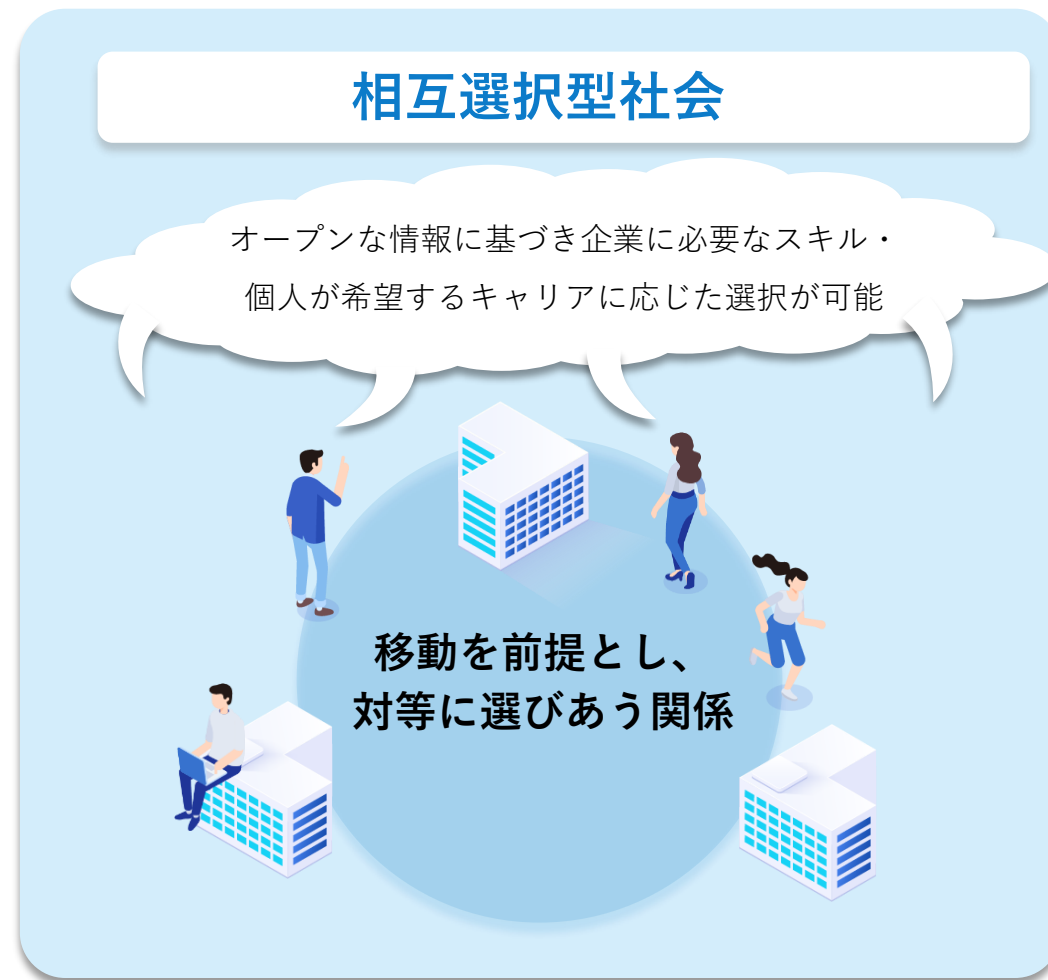 相互選択型社会
オープンな情報に基づき企業に必要なスキル・
個人が希望するキャリアに応じた選択が可能
移動を前提とし、
対等に選びあう関係